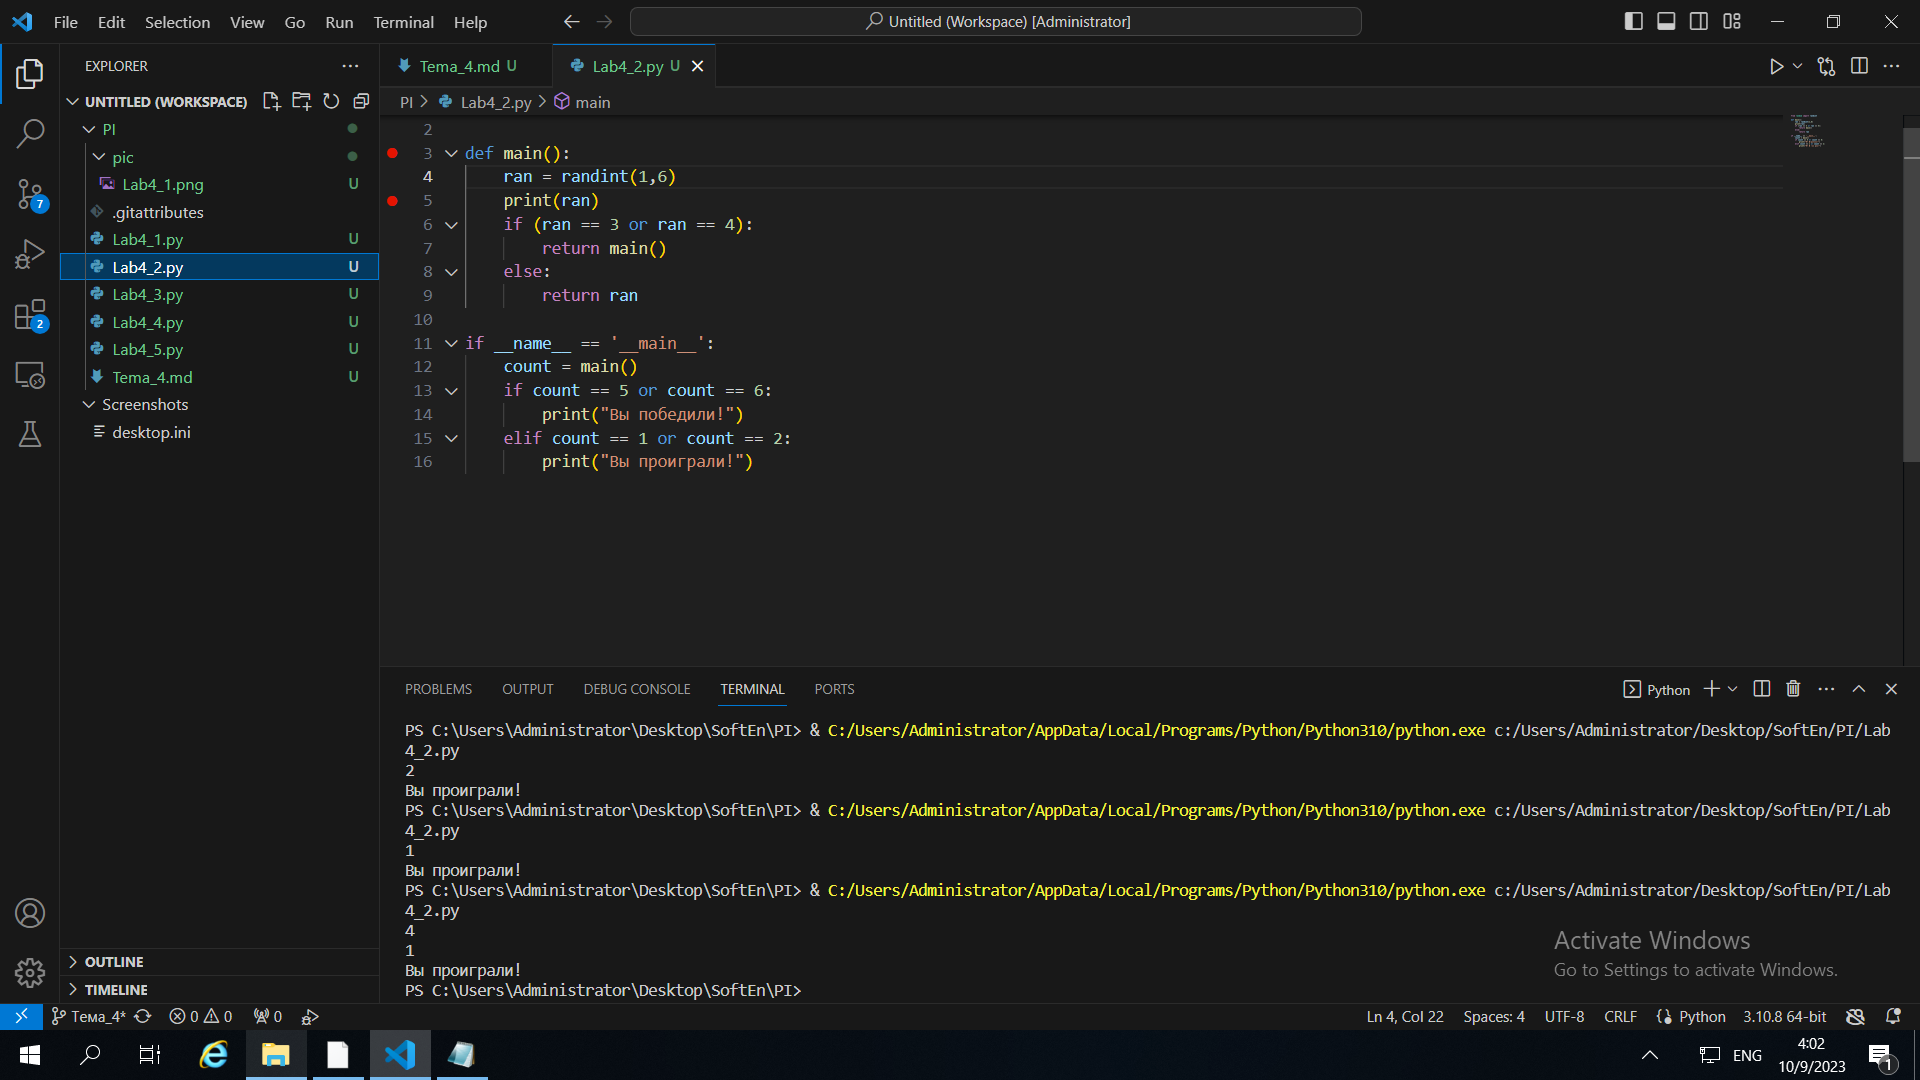 File Edit Selection View Go Run Terminal Help
Untitled (Workspace) [Administrator]
EXPLORER
UNTITLED (WORKSPACE)
PI
pic
Lab4_1.png U
.gitattributes
Lab4_1.py U
Lab4_2.py U
Lab4_3.py U
Lab4_4.py U
Lab4_5.py U
Tema_4.md U
Screenshots
desktop.ini
OUTLINE
TIMELINE
7
2
Tema_4.md U
Lab4_2.py U
PI > Lab4_2.py > main
2
3 def main():
4 ran = randint(1,6)
5 print(ran)
6 if (ran == 3 or ran == 4):
7 return main()
8 else:
9 return ran
10
11 if __name__ == '__main__':
12 count = main()
13 if count == 5 or count == 6:
14 print("Вы победили!")
15 elif count == 1 or count == 2:
16 print("Вы проиграли!")
PROBLEMS OUTPUT DEBUG CONSOLE TERMINAL PORTS
Python
PS C:\Users\Administrator\Desktop\SoftEn\PI> & C:/Users/Administrator/AppData/Local/Programs/Python/Python310/python.exe c:/Users/Administrator/Desktop/SoftEn/PI/Lab
4_2.py
2
Вы проиграли!
PS C:\Users\Administrator\Desktop\SoftEn\PI> & C:/Users/Administrator/AppData/Local/Programs/Python/Python310/python.exe c:/Users/Administrator/Desktop/SoftEn/PI/Lab
4_2.py
1
Вы проиграли!
PS C:\Users\Administrator\Desktop\SoftEn\PI> & C:/Users/Administrator/AppData/Local/Programs/Python/Python310/python.exe c:/Users/Administrator/Desktop/SoftEn/PI/Lab
4_2.py
4
1
Вы проиграли!
PS C:\Users\Administrator\Desktop\SoftEn\PI>
Activate Windows
Go to Settings to activate Windows.
Тема_4* 0 0 0
Ln 4, Col 22 Spaces: 4 UTF-8 CRLF Python 3.10.8 64-bit
ENG
4:02
10/9/2023
1